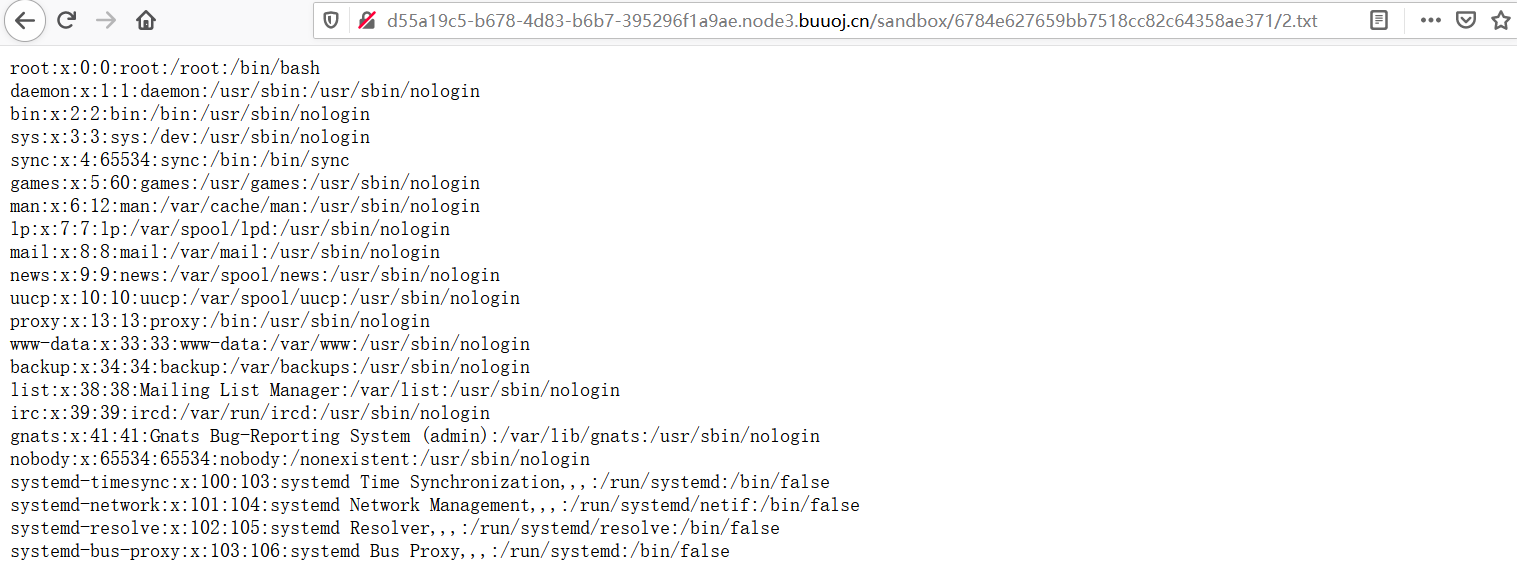 d55a19c5-b678-4d83-b6b7-395296f1a9ae.node3.buuoj.cn/sandbox/6784e627659bb7518cc82c64358ae371/2.txt
root:x:0:0:root:/root:/bin/bash
daemon:x:1:1:daemon:/usr/sbin:/usr/sbin/nologin
bin:x:2:2:bin:/bin:/usr/sbin/nologin
sys:x:3:3:sys:/dev:/usr/sbin/nologin
sync:x:4:65534:sync:/bin:/bin/sync
games:x:5:60:games:/usr/games:/usr/sbin/nologin
man:x:6:12:man:/var/cache/man:/usr/sbin/nologin
lp:x:7:7:lp:/var/spool/lpd:/usr/sbin/nologin
mail:x:8:8:mail:/var/mail:/usr/sbin/nologin
news:x:9:9:news:/var/spool/news:/usr/sbin/nologin
uucp:x:10:10:uucp:/var/spool/uucp:/usr/sbin/nologin
proxy:x:13:13:proxy:/bin:/usr/sbin/nologin
www-data:x:33:33:www-data:/var/www:/usr/sbin/nologin
backup:x:34:34:backup:/var/backups:/usr/sbin/nologin
list:x:38:38:Mailing List Manager:/var/list:/usr/sbin/nologin
irc:x:39:39:ircd:/var/run/ircd:/usr/sbin/nologin
gnats:x:41:41:Gnats Bug-Reporting System (admin):/var/lib/gnats:/usr/sbin/nologin
nobody:x:65534:65534:nobody:/nonexistent:/usr/sbin/nologin
systemd-timesync:x:100:103:systemd Time Synchronization,,,:/run/systemd:/bin/false
systemd-network:x:101:104:systemd Network Management,,,:/run/systemd/netif:/bin/false
systemd-resolve:x:102:105:systemd Resolver,,,:/run/systemd/resolve:/bin/false
systemd-bus-proxy:x:103:106:systemd Bus Proxy,,,:/run/systemd:/bin/false